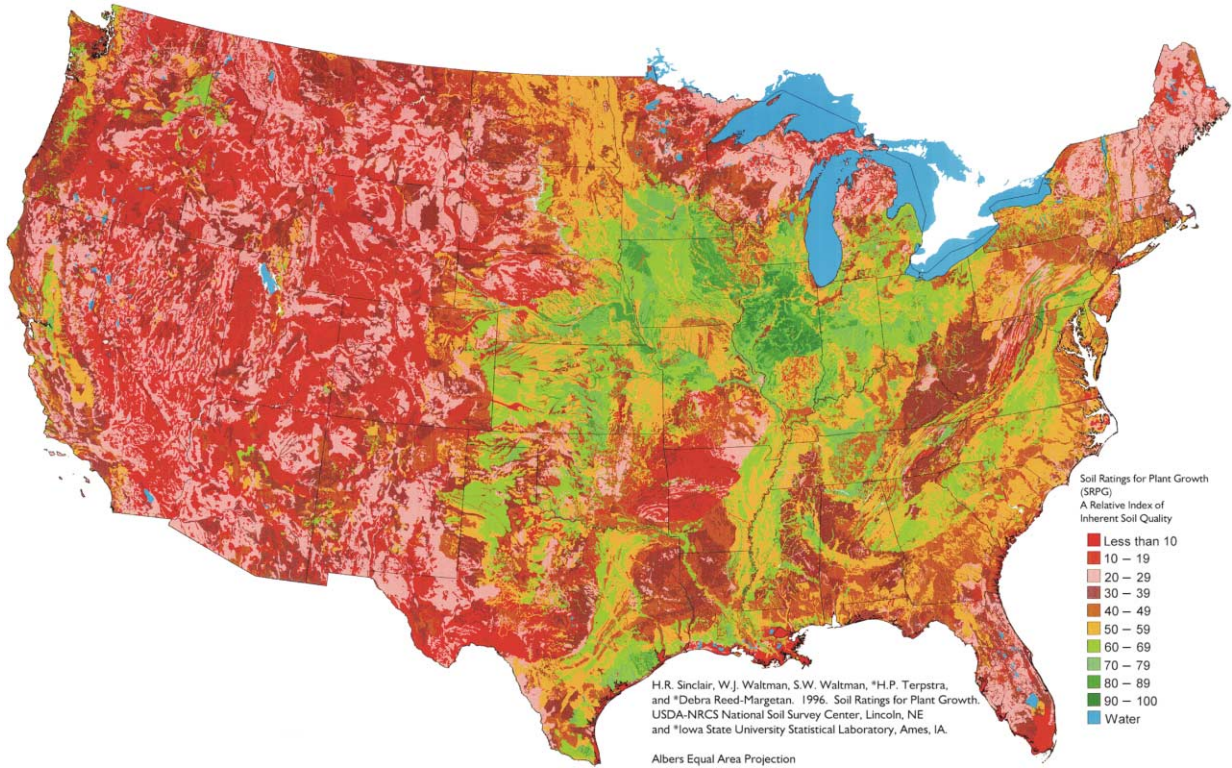 Soil Ratings for Plant Growth
(SRPG)
A Relative Index of
Inherent Soil Quality
Less than 10
10 – 19
20 – 29
30 – 39
40 – 49
50 – 59
60 – 69
70 – 79
80 – 89
90 – 100
Water
H.R. Sinclair, W.J. Waltman, S.W. Waltman, *H.P. Terpstra,
and *Debra Reed-Margetan. 1996. Soil Ratings for Plant Growth.
USDA-NRCS National Soil Survey Center, Lincoln, NE
and *Iowa State University Statistical Laboratory, Ames, IA.
Albers Equal Area Projection